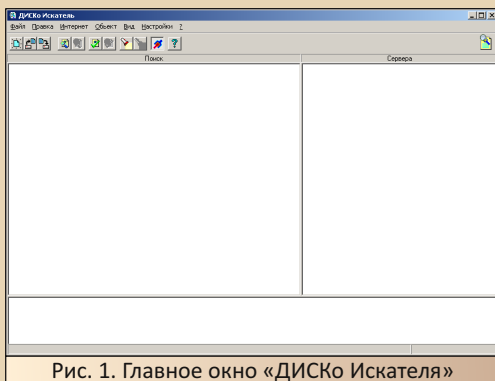 ДИСКо Искатель
Файл Правка Интернет Объект Вид Настройки ?
Поиск Сервера
Рис. 1. Главное окно «ДИСКо Искателя»